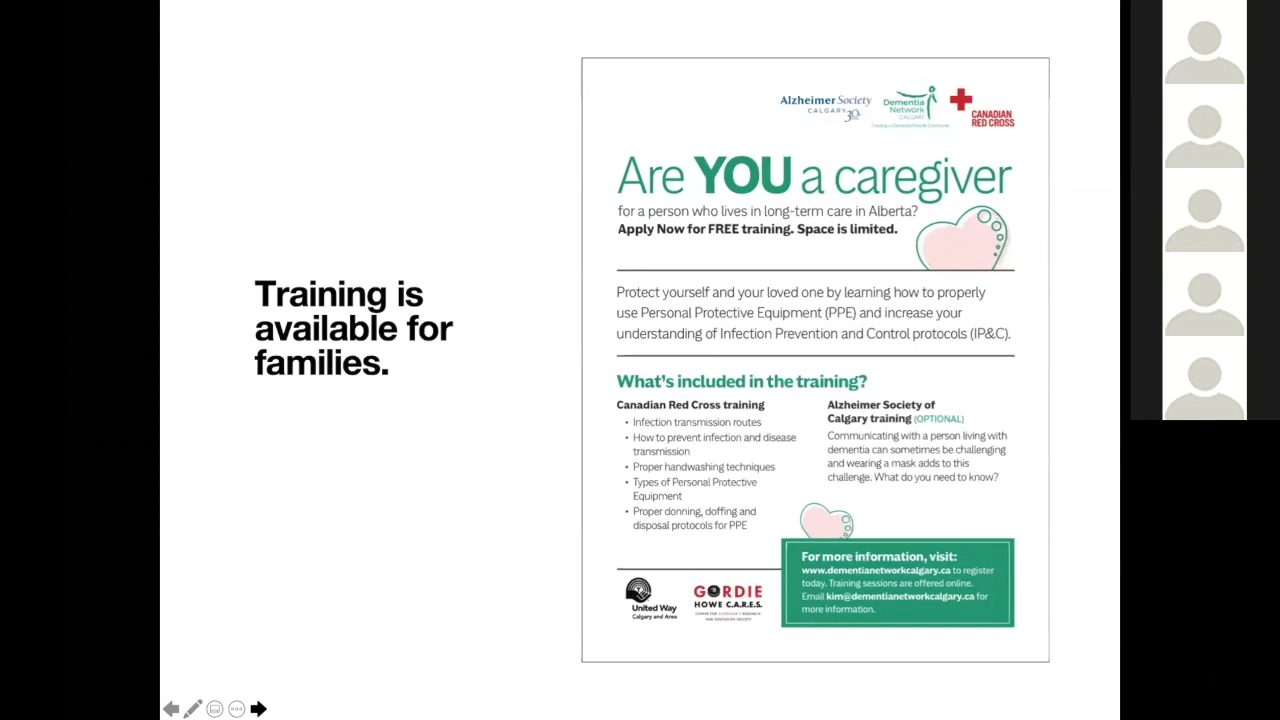 Training is
available for
families.
Alzheimer Society
CALGARY
30
Dementia
Network
CALGARY
CANADIAN
RED CROSS
Are YOU a caregiver
for a person who lives in long-term care in Alberta?
Apply Now for FREE training. Space is limited.
Protect yourself and your loved one by learning how to properly
use Personal Protective Equipment (PPE) and increase your
understanding of Infection Prevention and Control protocols (IP&C).
What's included in the training?
Canadian Red Cross training
• Infection transmission routes
• How to prevent infection and disease
transmission
• Proper handwashing techniques
• Types of Personal Protective
Equipment
• Proper donning, doffing and
disposal protocols for PPE
Alzheimer Society of
Calgary training (OPTIONAL)
Communicating with a person living with
dementia can sometimes be challenging
and wearing a mask adds to this
challenge. What do you need to know?
United Way
Calgary and Area
GORDIE
HOWE C.A.R.E.S.
CENTRE FOR ALZHEIMER'S RESEARCH
AND EDUCATION SOCIETY
For more information, visit:
www.dementianetworkcalgary.ca to register
today. Training sessions are offered online.
Email kim@dementianetworkcalgary.ca for
more information.